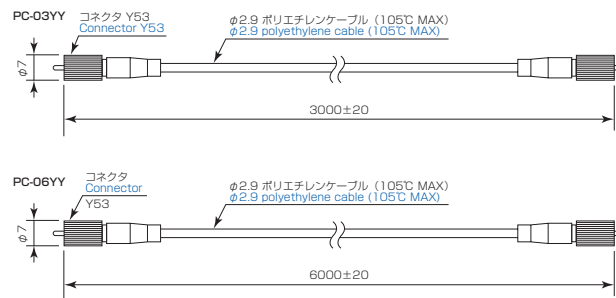 PC-03YY
コネクタ Y53
Connector Y53
φ2.9 ポリエチレンケーブル（105℃ MAX）
φ2.9 polyethylene cable (105℃ MAX)
φ7
3000±20
PC-06YY
コネクタ
Connector
Y53
φ2.9 ポリエチレンケーブル（105℃ MAX）
φ2.9 polyethylene cable (105℃ MAX)
φ7
6000±20